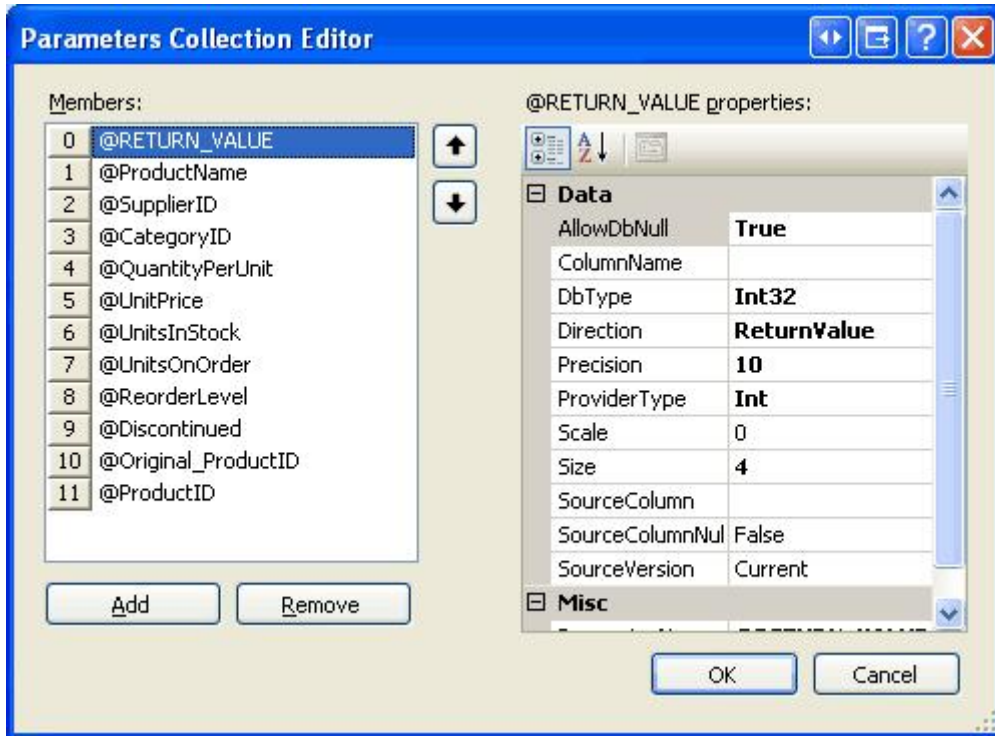 Parameters Collection Editor
Members:
0 @RETURN_VALUE
1 @ProductName
2 @SupplierID
3 @CategoryID
4 @QuantityPerUnit
5 @UnitPrice
6 @UnitsInStock
7 @UnitsOnOrder
8 @ReorderLevel
9 @Discontinued
10 @Original_ProductID
11 @ProductID
Add Remove
@RETURN_VALUE properties:
Data
AllowDbNull True
ColumnName
DbType Int32
Direction ReturnValue
Precision 10
ProviderType Int
Scale 0
Size 4
SourceColumn
SourceColumnNul False
SourceVersion Current
Misc
OK Cancel